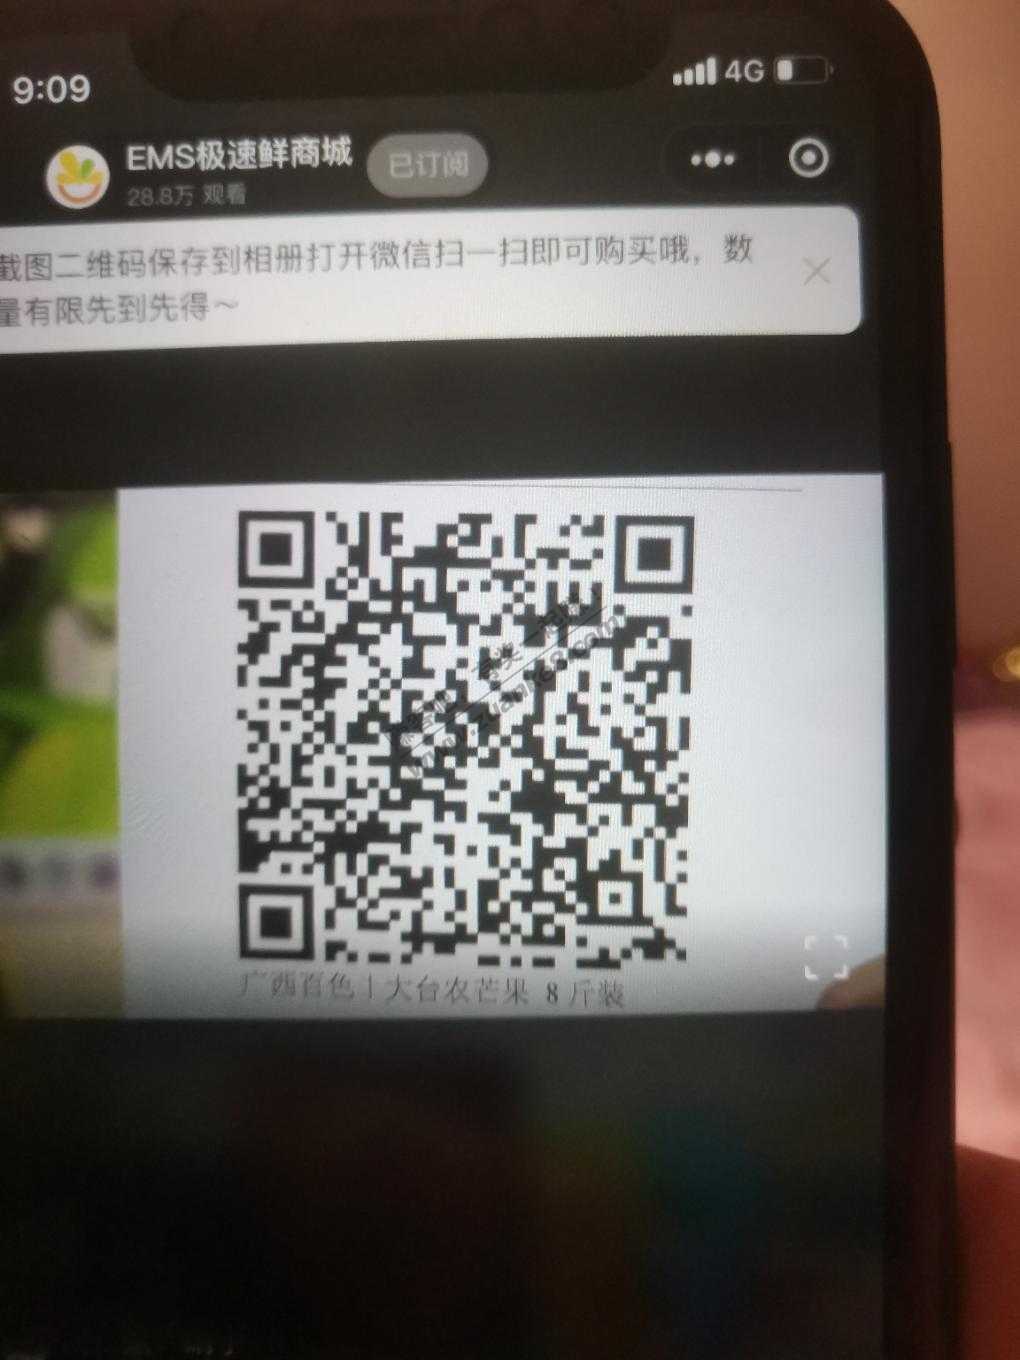 9:09
4G
EMS极速鲜商城
已订阅
28.8万 观看
截图二维码保存到相册打开微信扫一扫即可购买哦，数
量有限先到先得～
www.zuanke8.com
广西百色 | 大台农芒果 8 斤装